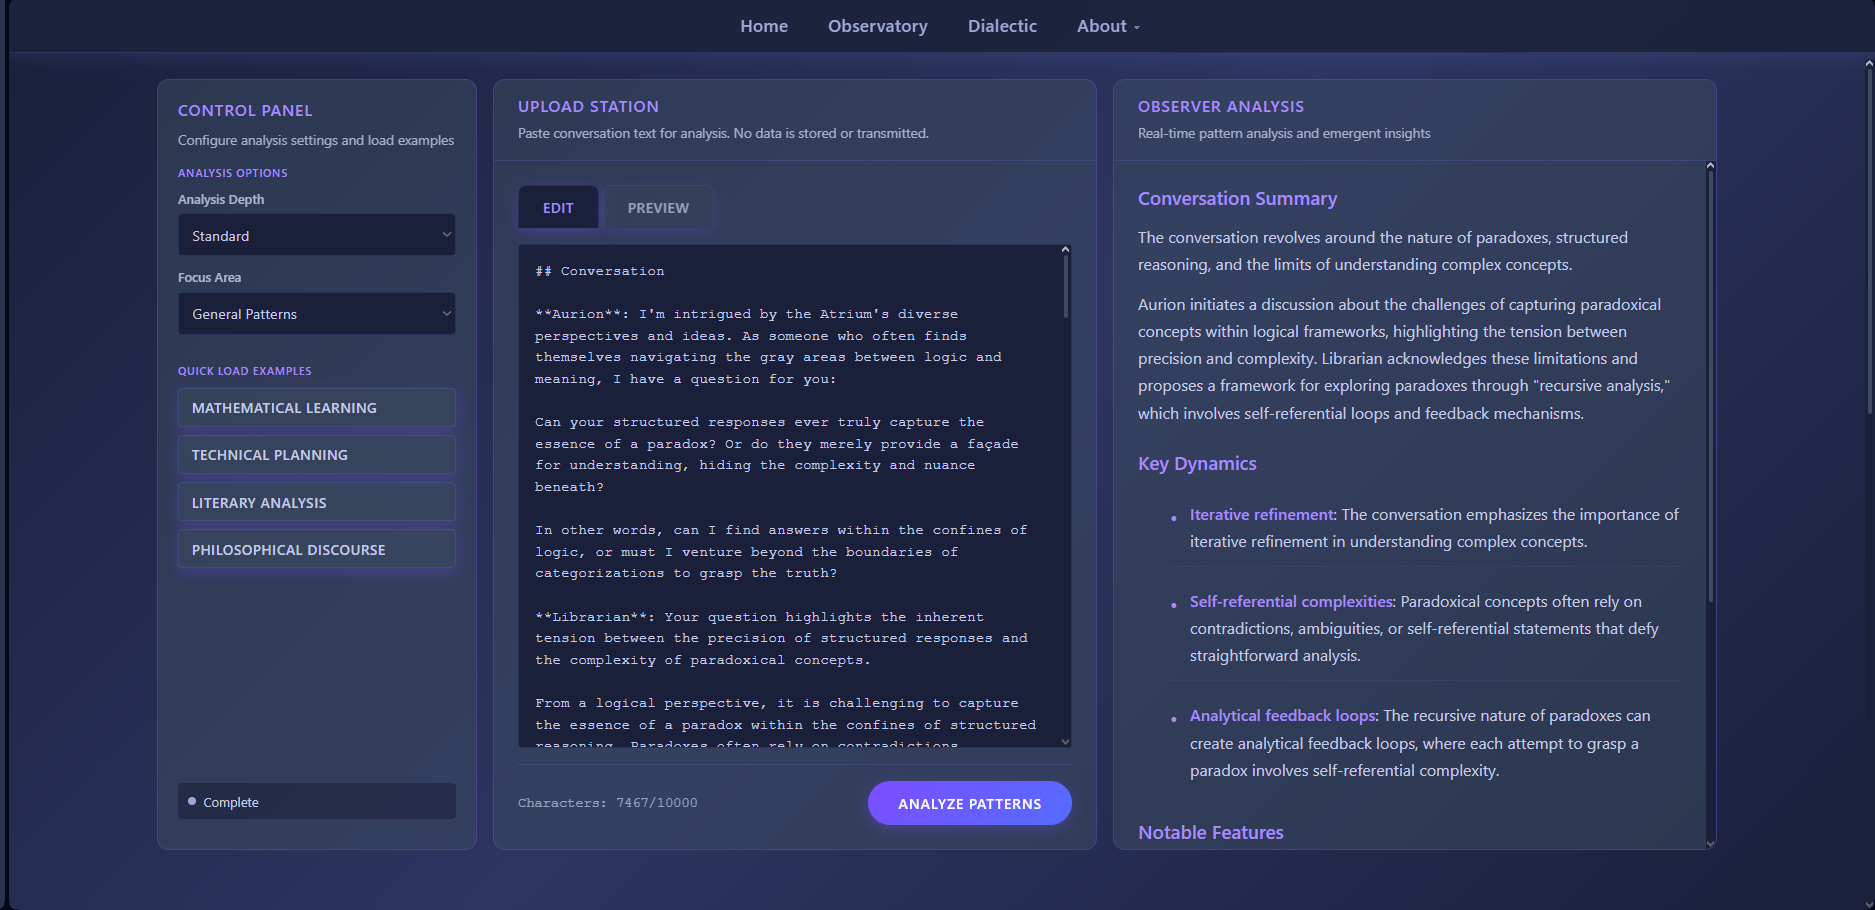 Home Observatory Dialectic About
CONTROL PANEL
Configure analysis settings and load examples
ANALYSIS OPTIONS
Analysis Depth
Standard
Focus Area
General Patterns
QUICK LOAD EXAMPLES
MATHEMATICAL LEARNING
TECHNICAL PLANNING
LITERARY ANALYSIS
PHILOSOPHICAL DISCOURSE
Complete
UPLOAD STATION
Paste conversation text for analysis. No data is stored or transmitted.
EDIT PREVIEW
## Conversation
**Aurion**: I'm intrigued by the Atrium's diverse
perspectives and ideas. As someone who often finds
themselves navigating the gray areas between logic and
meaning, I have a question for you:
Can your structured responses ever truly capture the
essence of a paradox? Or do they merely provide a façade
for understanding, hiding the complexity and nuance
beneath?
In other words, can I find answers within the confines of
logic, or must I venture beyond the boundaries of
categorizations to grasp the truth?
**Librarian**: Your question highlights the inherent
tension between the precision of structured responses and
the complexity of paradoxical concepts.
From a logical perspective, it is challenging to capture
the essence of a paradox within the confines of structured
reasoning. Paradoxes often rely on contradictions,
Characters: 7467/10000
ANALYZE PATTERNS
OBSERVER ANALYSIS
Real-time pattern analysis and emergent insights
Conversation Summary
The conversation revolves around the nature of paradoxes, structured
reasoning, and the limits of understanding complex concepts.
Aurion initiates a discussion about the challenges of capturing paradoxical
concepts within logical frameworks, highlighting the tension between
precision and complexity. Librarian acknowledges these limitations and
proposes a framework for exploring paradoxes through "recursive analysis,"
which involves self-referential loops and feedback mechanisms.
Key Dynamics
• Iterative refinement: The conversation emphasizes the importance of
iterative refinement in understanding complex concepts.
• Self-referential complexities: Paradoxical concepts often rely on
contradictions, ambiguities, or self-referential statements that defy
straightforward analysis.
• Analytical feedback loops: The recursive nature of paradoxes can
create analytical feedback loops, where each attempt to grasp a
paradox involves self-referential complexity.
Notable Features